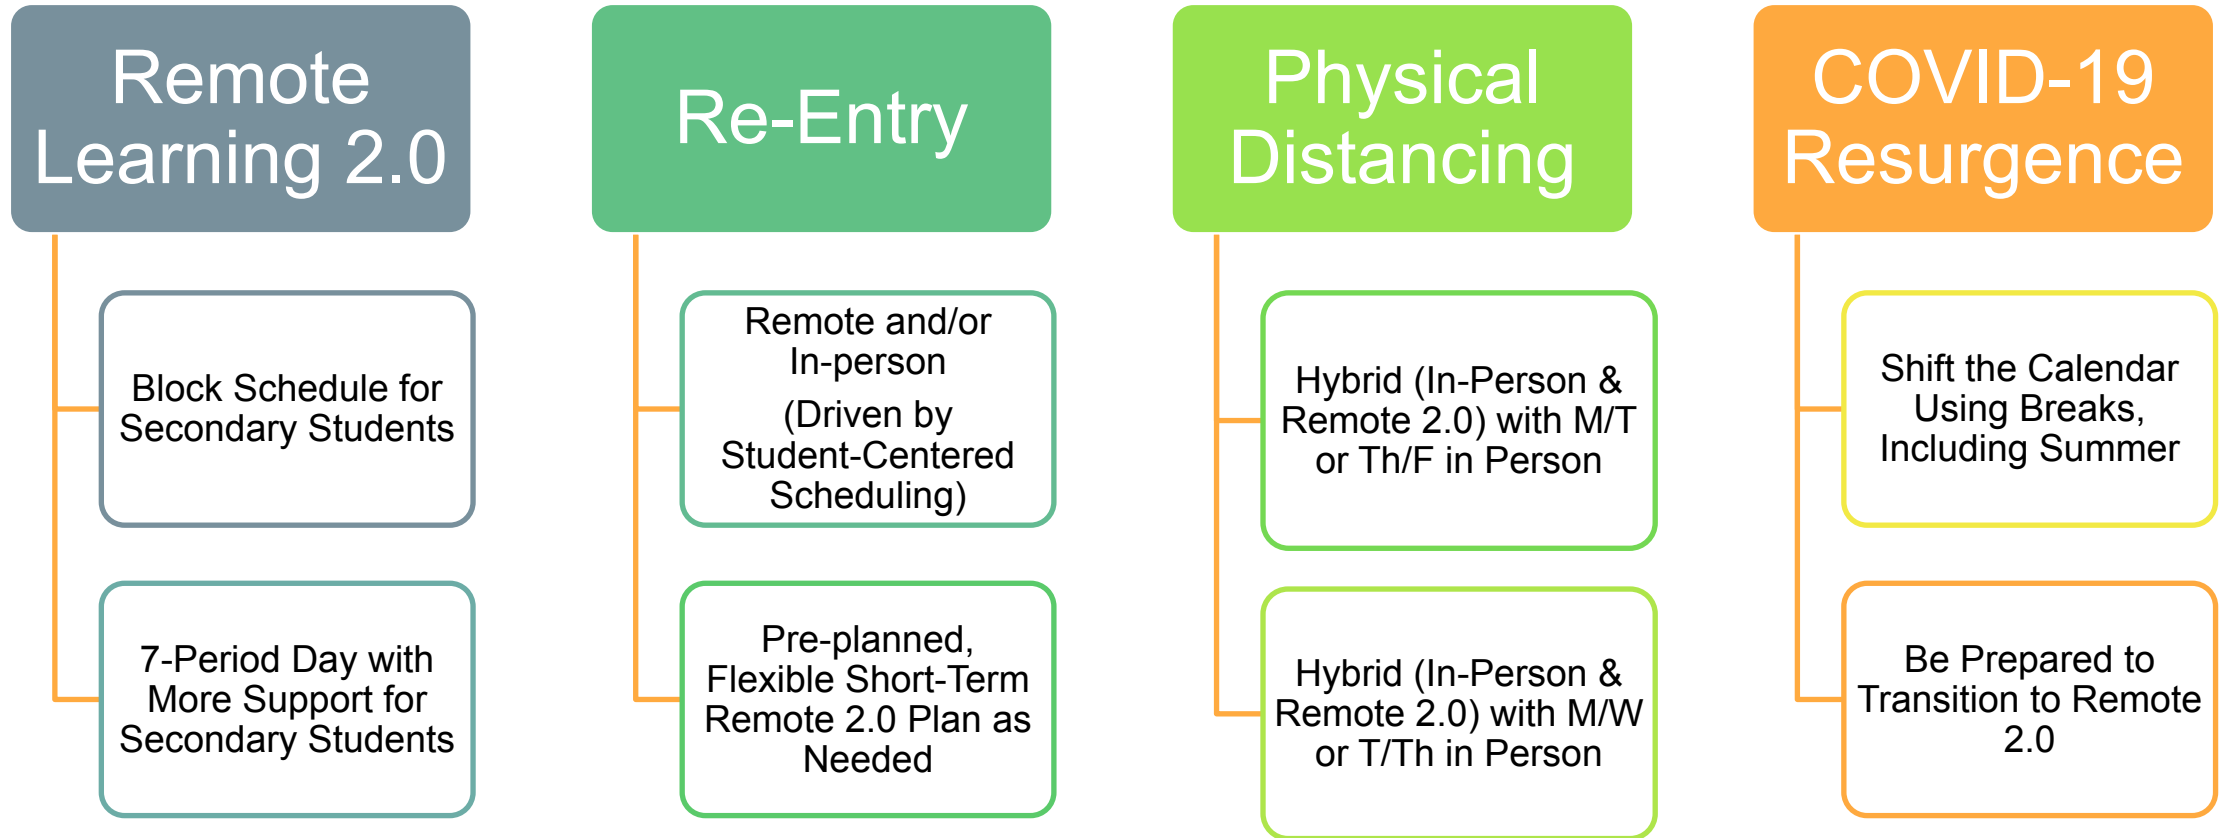 Remote
Learning 2.0
Block Schedule for
Secondary Students
7-Period Day with
More Support for
Secondary Students
Re-Entry
Remote and/or
In-person
(Driven by
Student-Centered
Scheduling)
Pre-planned,
Flexible Short-Term
Remote 2.0 Plan as
Needed
Physical
Distancing
Hybrid (In-Person &
Remote 2.0) with M/T
or Th/F in Person
Hybrid (In-Person &
Remote 2.0) with M/W
or T/Th in Person
COVID-19
Resurgence
Shift the Calendar
Using Breaks,
Including Summer
Be Prepared to
Transition to Remote
2.0